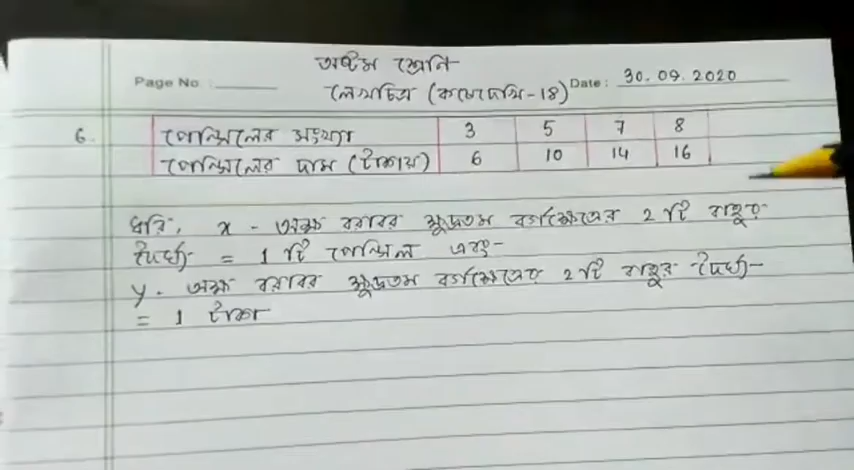 অষ্টম শ্রেনি
Page No :
লেখচিত্র (কষেদেখি-18) Date : 30.09.2020
6. পেন্সিলের সংখ্যা 3 5 7 8
পেন্সিলের দাম (টাকায়) 6 10 14 16
ধরি, x - অক্ষ বরাবর ক্ষুদ্রতম বর্গক্ষেত্রের 2 টি বাহুর
দৈর্ঘ্য = 1 টি পেন্সিল এবং
y - অক্ষ বরাবর ক্ষুদ্রতম বর্গক্ষেত্রের 2 টি বাহুর দৈর্ঘ্য
= 1 টাকা